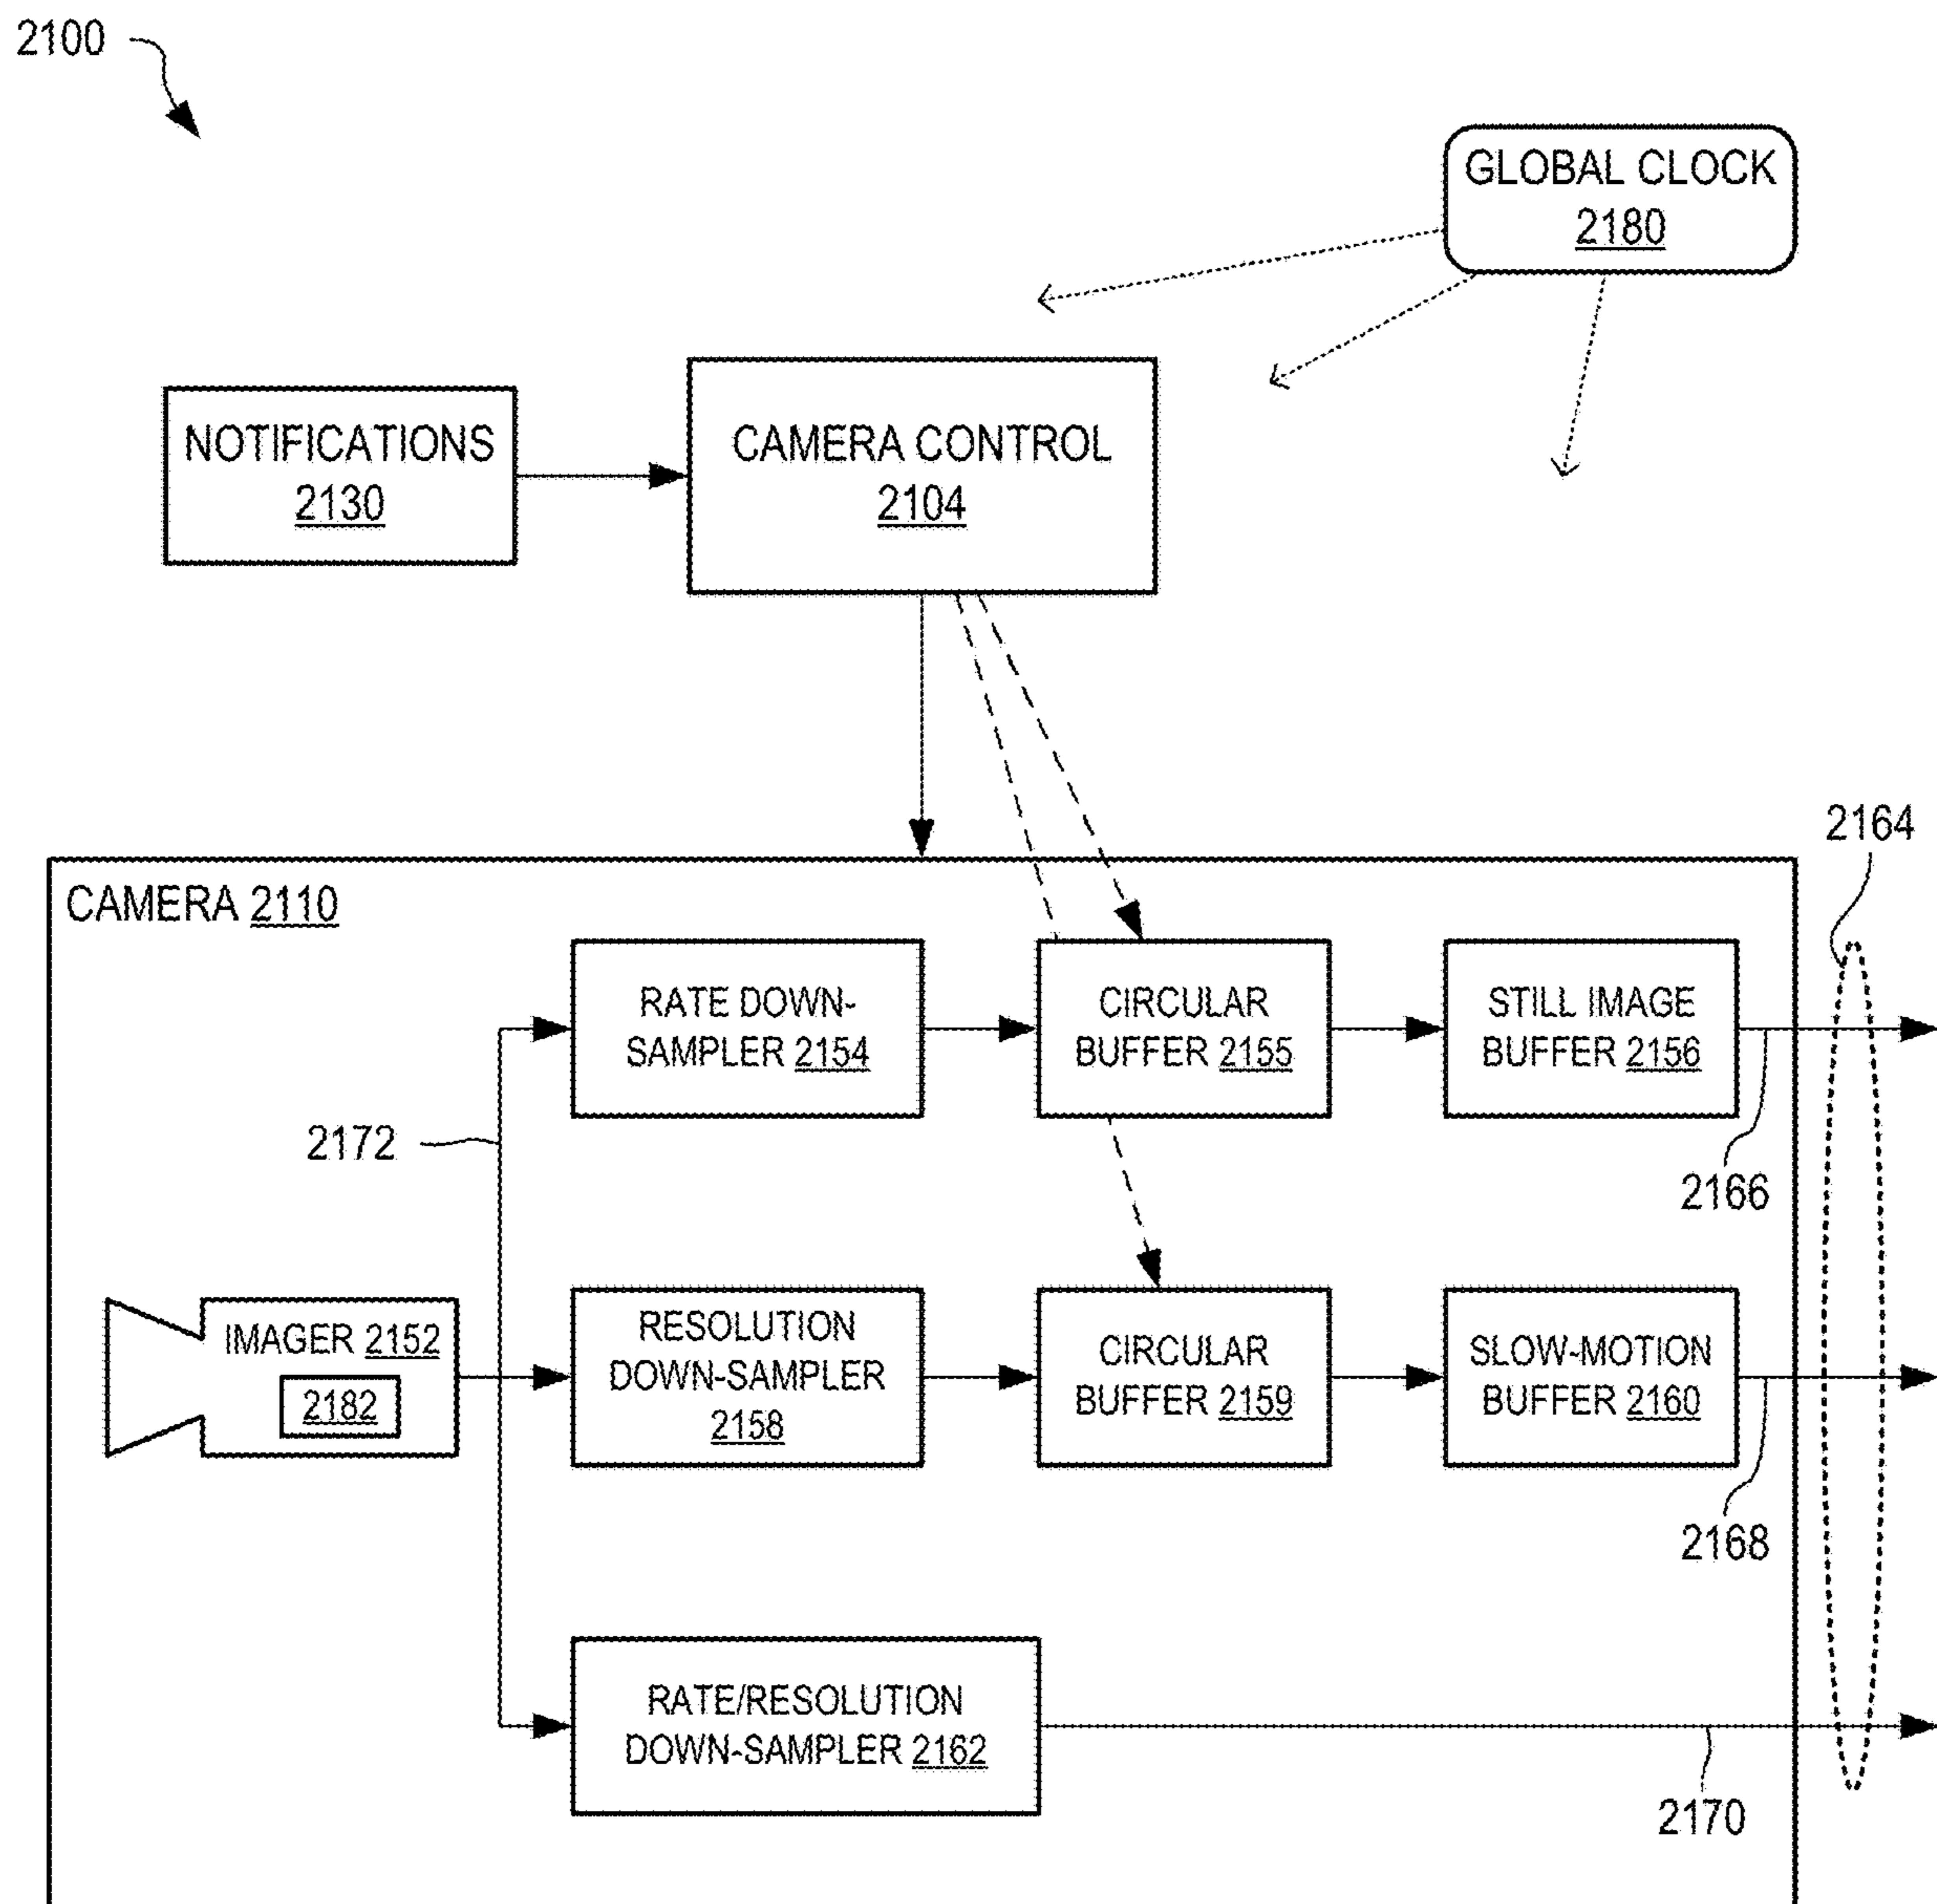 2100
GLOBAL CLOCK
2180
NOTIFICATIONS
2130
CAMERA CONTROL
2104
2164
CAMERA 2110
RATE DOWN-
SAMPLER 2154
CIRCULAR
BUFFER 2155
STILL IMAGE
BUFFER 2156
2172
2166
IMAGER 2152
2182
RESOLUTION
DOWN-SAMPLER
2158
CIRCULAR
BUFFER 2159
SLOW-MOTION
BUFFER 2160
2168
RATE/RESOLUTION
DOWN-SAMPLER 2162
2170